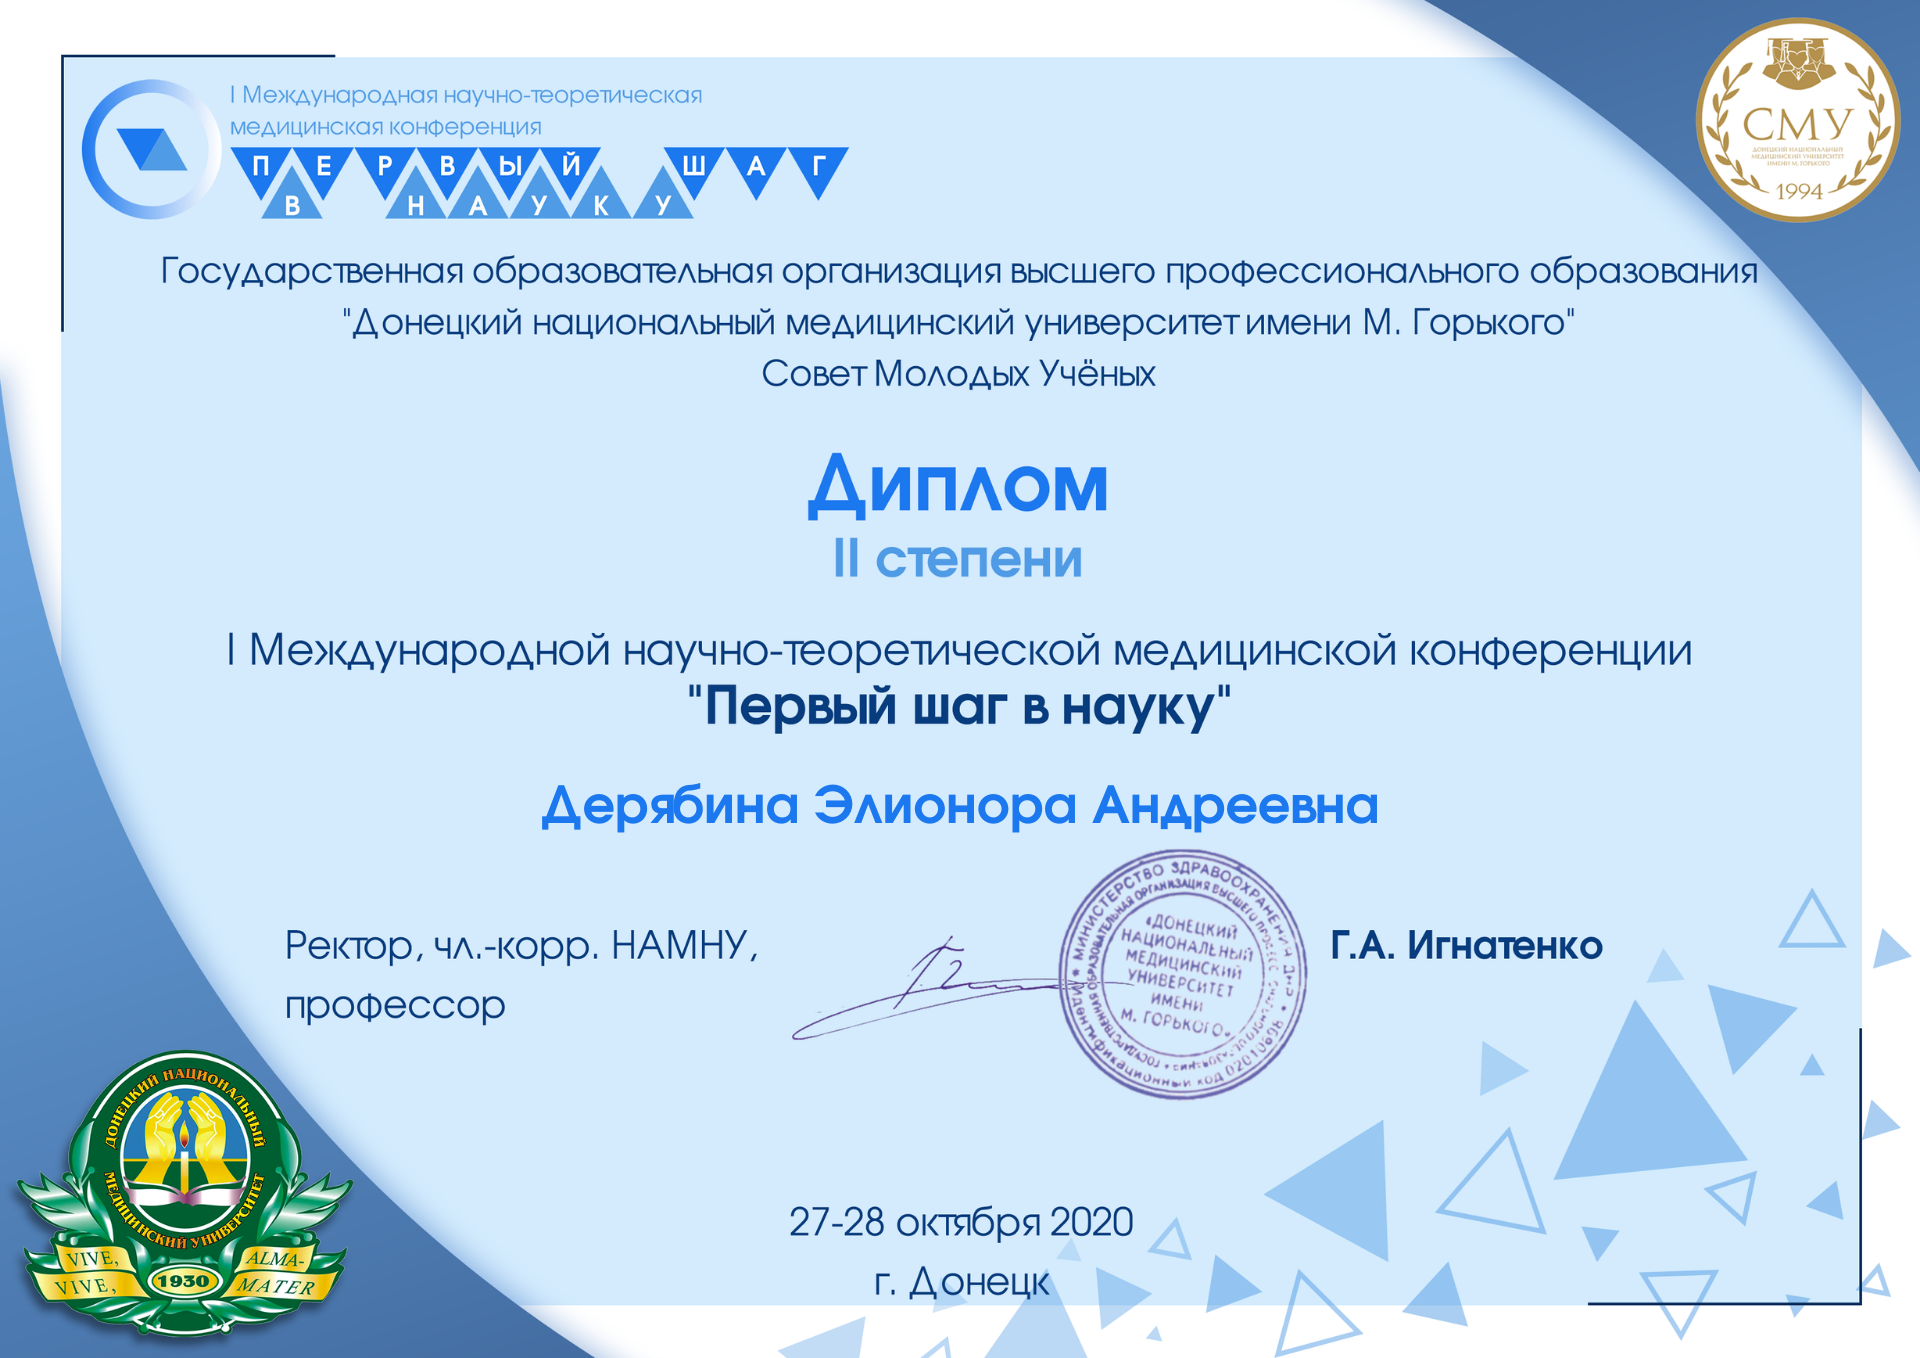 I Международная научно-теоретическая
медицинская конференция
ПЕРВЫЙ ШАГ
В НАУКУ
СМУ
ДОНЕЦКИЙ НАЦИОНАЛЬНЫЙ
МЕДИЦИНСКИЙ УНИВЕРСИТЕТ
ИМЕНИ М. ГОРЬКОГО
1994
Государственная образовательная организация высшего профессионального образования
"Донецкий национальный медицинский университет имени М. Горького"
Совет Молодых Учёных
Диплом
II степени
I Международной научно-теоретической медицинской конференции
"Первый шаг в науку"
Дерябина Элионора Андреевна
Ректор, чл.-корр. НАМНУ,
профессор
МИНИСТЕРСТВО ЗДРАВООХРАНЕНИЯ ДНР
Идентификационный код 02010698
ГОСУДАРСТВЕННАЯ ОБРАЗОВАТЕЛЬНАЯ ОРГАНИЗАЦИЯ ВЫСШЕГО
«ДОНЕЦКИЙ
НАЦИОНАЛЬНЫЙ
МЕДИЦИНСКИЙ
УНИВЕРСИТЕТ
ИМЕНИ
М. ГОРЬКОГО»
Г.А. Игнатенко
ДОНЕЦКИЙ НАЦИОНАЛЬНЫЙ
МЕДИЦИНСКИЙ УНИВЕРСИТЕТ
VIVE,
VIVE,
1930
ALMA-
MATER
27-28 октября 2020
г. Донецк